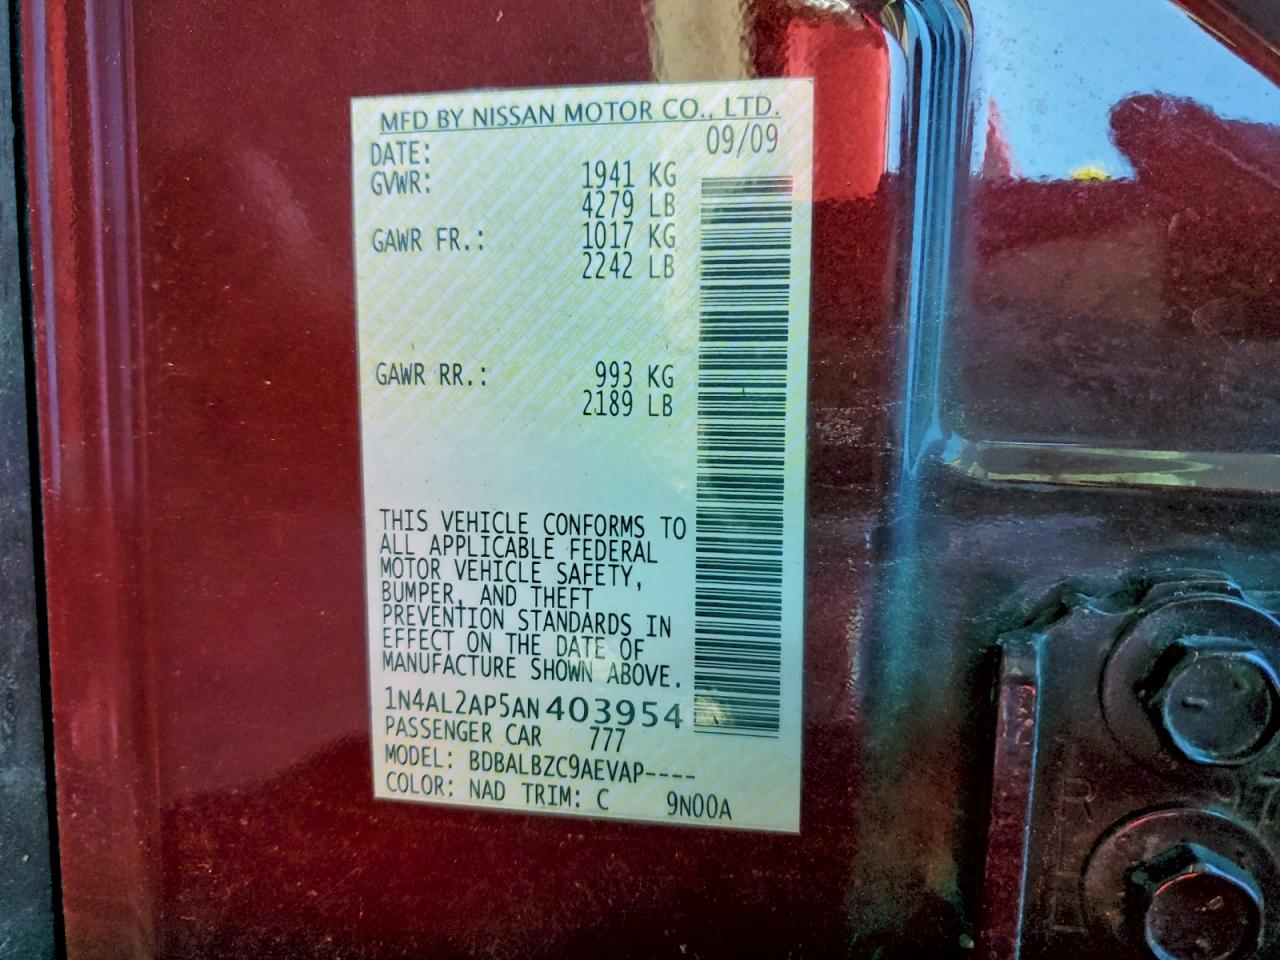 MFD BY NISSAN MOTOR CO., LTD.
DATE: 09/09
GVWR: 1941 KG
4279 LB
GAWR FR.: 1017 KG
2242 LB
GAWR RR.: 993 KG
2189 LB
THIS VEHICLE CONFORMS TO
ALL APPLICABLE FEDERAL
MOTOR VEHICLE SAFETY,
BUMPER, AND THEFT
PREVENTION STANDARDS IN
EFFECT ON THE DATE OF
MANUFACTURE SHOWN ABOVE.
1N4AL2AP5AN403954
PASSENGER CAR 777
MODEL: BDBALBZC9AEVAP----
COLOR: NAD TRIM: C 9N00A
R